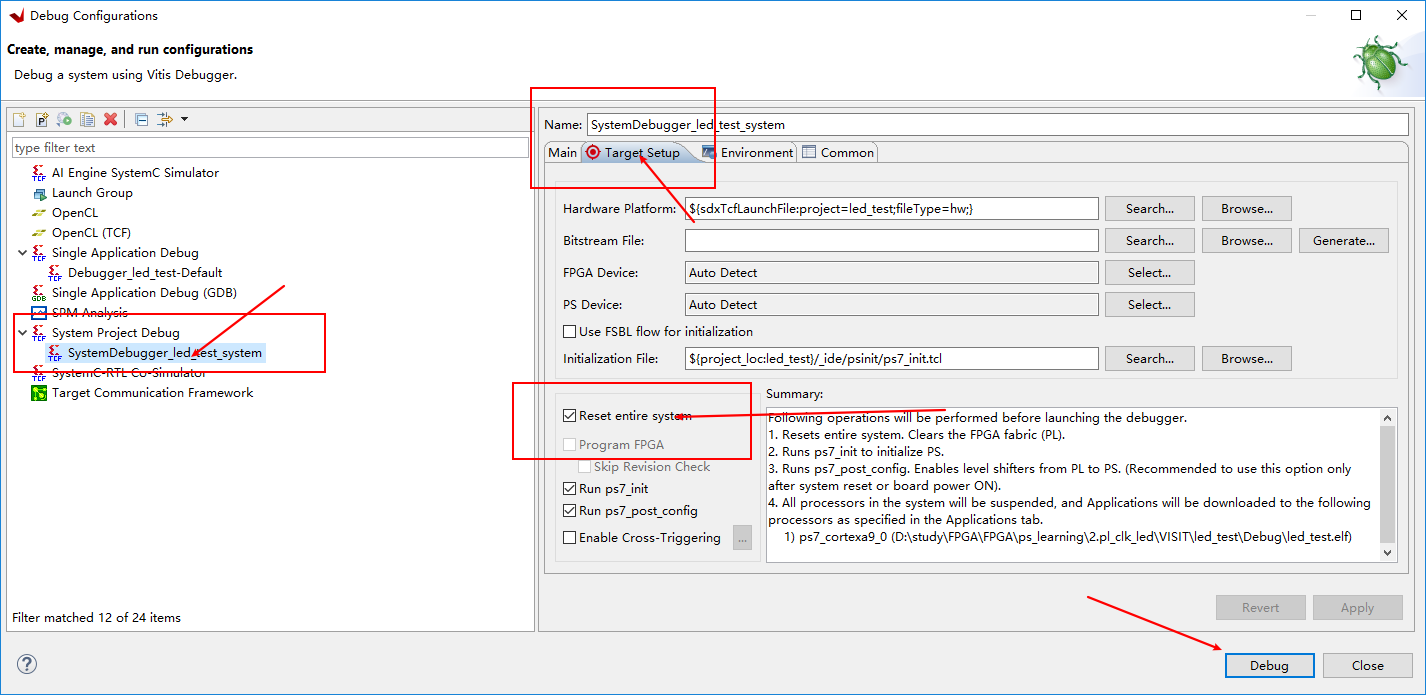 Debug Configurations
Create, manage, and run configurations
Debug a system using Vitis Debugger.
type filter text
AI Engine SystemC Simulator
Launch Group
OpenCL
OpenCL (TCF)
Single Application Debug
Debugger_led_test-Default
Single Application Debug (GDB)
SPM Analysis
System Project Debug
SystemDebugger_led_test_system
SystemC-RTL Co-Simulator
Target Communication Framework
Filter matched 12 of 24 items
Name: SystemDebugger_led_test_system
Main Target Setup Environment Common
Hardware Platform: ${sdxTcfLaunchFile:project=led_test;fileType=hw;} Search... Browse...
Bitstream File: Search... Browse... Generate...
FPGA Device: Auto Detect Select...
PS Device: Auto Detect Select...
Use FSBL flow for initialization
Initialization File: ${project_loc:led_test}/_ide/psinit/ps7_init.tcl Search... Browse...
Reset entire system
Program FPGA
Skip Revision Check
Run ps7_init
Run ps7_post_config
Enable Cross-Triggering ...
Summary:
Following operations will be performed before launching the debugger.
1. Resets entire system. Clears the FPGA fabric (PL).
2. Runs ps7_init to initialize PS.
3. Runs ps7_post_config. Enables level shifters from PL to PS. (Recommended to use this option only
after system reset or board power ON).
4. All processors in the system will be suspended, and Applications will be downloaded to the following
processors as specified in the Applications tab.
1) ps7_cortexa9_0 (D:\study\FPGA\FPGA\ps_learning\2.pl_clk_led\VISIT\led_test\Debug\led_test.elf)
Revert Apply
Debug Close